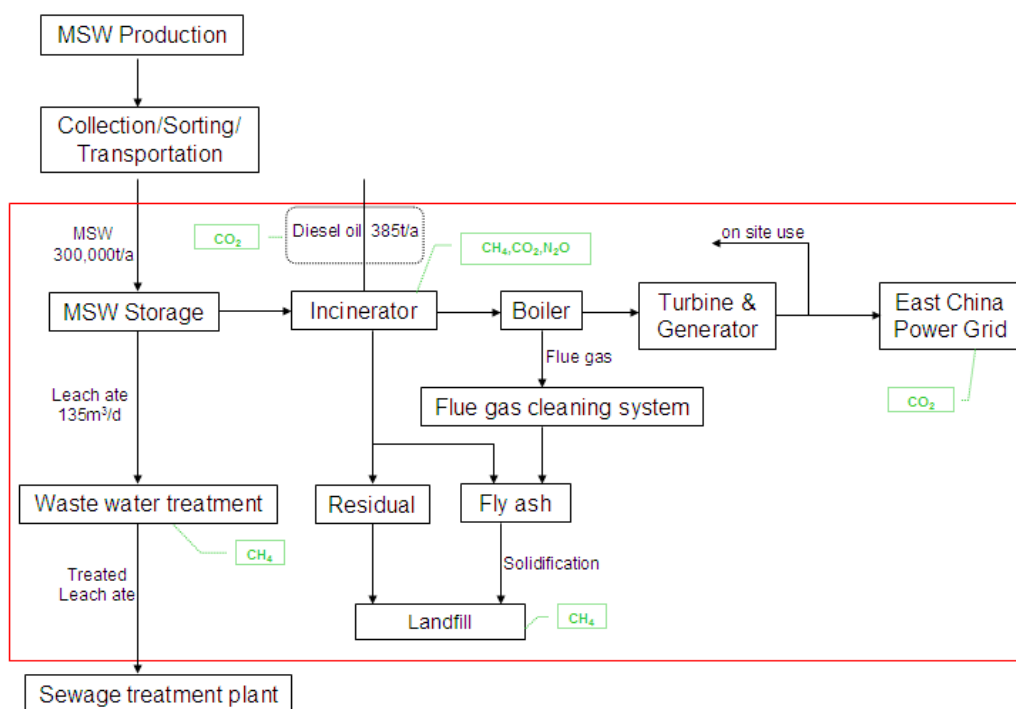 MSW Production
Collection/Sorting/
Transportation
MSW
300,000t/a
CO₂
Diesel oil 385t/a
CH₄,CO₂,N₂O
on site use
MSW Storage
Incinerator
Boiler
Turbine &
Generator
East China
Power Grid
Leach ate
135m³/d
Flue gas
CO₂
Flue gas cleaning system
Waste water treatment
Residual
Fly ash
CH₄
Treated
Leach ate
Solidification
Landfill
CH₄
Sewage treatment plant